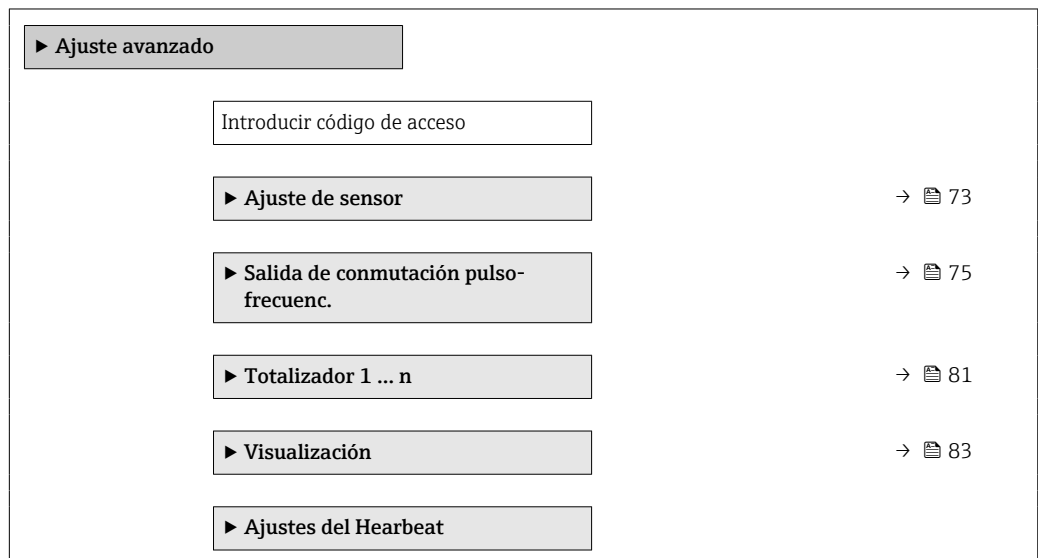 ▶ Ajuste avanzado
Introducir código de acceso
▶ Ajuste de sensor → 73
▶ Salida de conmutación pulso-
frecuenc. → 75
▶ Totalizador 1 ... n → 81
▶ Visualización → 83
▶ Ajustes del Hearbeat